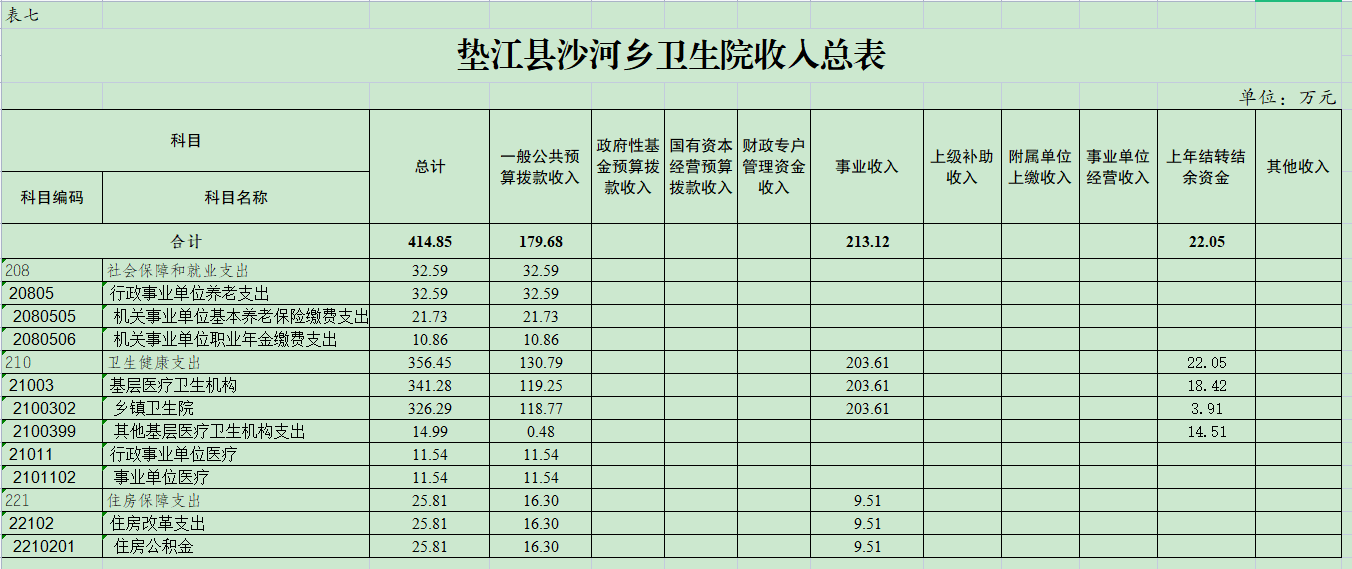 表七
垫江县沙河乡卫生院收入总表
单位：万元
科目 总计 一般公共预算拨款收入 政府性基金预算拨款收入 国有资本经营预算拨款收入 财政专户管理资金收入 事业收入 上级补助收入 附属单位上缴收入 事业单位经营收入 上年结转结余资金 其他收入
科目编码 科目名称
合计 414.85 179.68 213.12 22.05
208 社会保障和就业支出 32.59 32.59
20805 行政事业单位养老支出 32.59 32.59
2080505 机关事业单位基本养老保险缴费支出 21.73 21.73
2080506 机关事业单位职业年金缴费支出 10.86 10.86
210 卫生健康支出 356.45 130.79 203.61 22.05
21003 基层医疗卫生机构 341.28 119.25 203.61 18.42
2100302 乡镇卫生院 326.29 118.77 203.61 3.91
2100399 其他基层医疗卫生机构支出 14.99 0.48 14.51
21011 行政事业单位医疗 11.54 11.54
2101102 事业单位医疗 11.54 11.54
221 住房保障支出 25.81 16.30 9.51
22102 住房改革支出 25.81 16.30 9.51
2210201 住房公积金 25.81 16.30 9.51